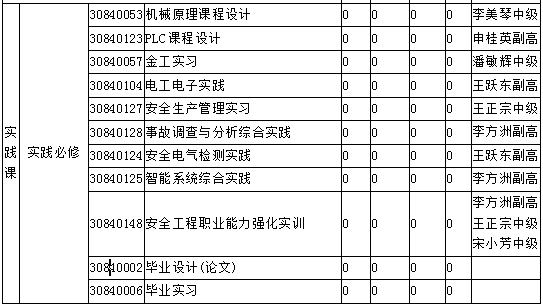 30840053 机械原理课程设计 0 0 0 0 李美琴中级
30840123 PLC课程设计 0 0 0 0 申桂英副高
30840057 金工实习 0 0 0 0 潘敏辉中级
30840104 电工电子实践 0 0 0 0 王跃东副高
30840127 安全生产管理实习 0 0 0 0 王正宗中级
实践课 实践必修 30840128 事故调查与分析综合实践 0 0 0 0 李方洲副高
30840124 安全电气检测实践 0 0 0 0 王跃东副高
30840125 智能系统综合实践 0 0 0 0 李方洲副高
李方洲副高
30840148 安全工程职业能力强化实训 0 0 0 0 王正宗中级
宋小芳中级
30840002 毕业设计(论文) 0 0 0 0
30840006 毕业实习 0 0 0 0